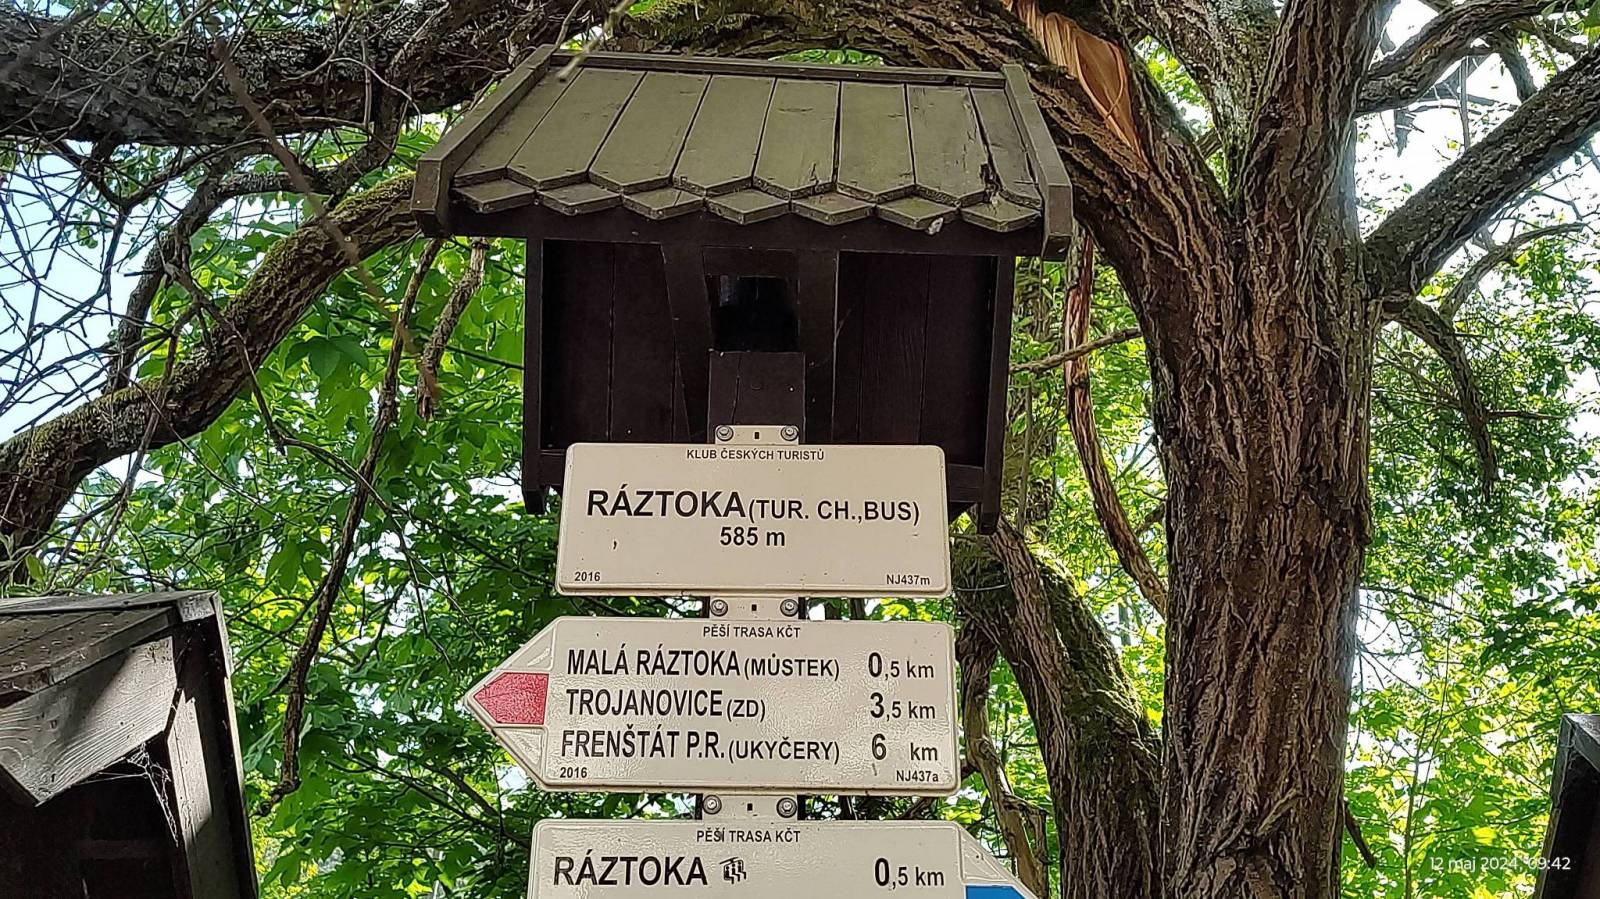 KLUB ČESKÝCH TURISTŮ
RÁZTOKA (TUR. CH.,BUS)
585 m
2016 NJ437m
PĚŠÍ TRASA KČT
MALÁ RÁZTOKA (MŮSTEK) 0,5 km
TROJANOVICE (ZD) 3,5 km
FRENŠTÁT P.R. (UKYČERY) 6 km
2016 NJ437a
PĚŠÍ TRASA KČT
RÁZTOKA 0,5 km
12 maj 2024, 09:42